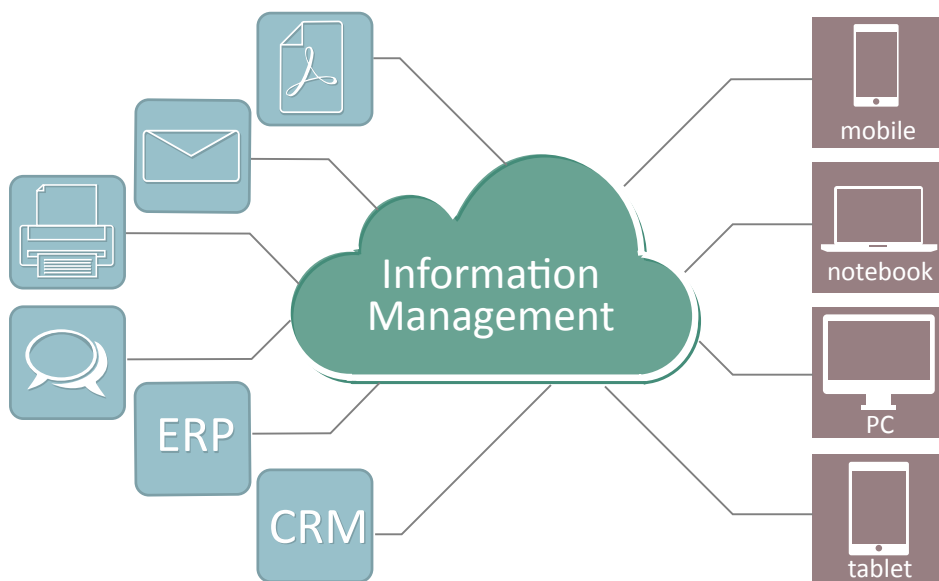 mobile
Information
Management
notebook
PC
ERP
CRM
tablet